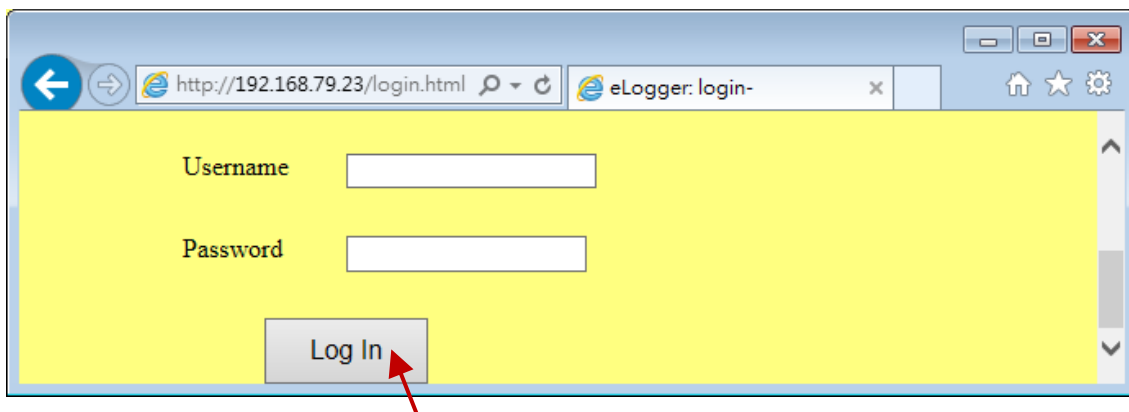 http://192.168.79.23/login.html
eLogger: login-
Username
Password
Log In